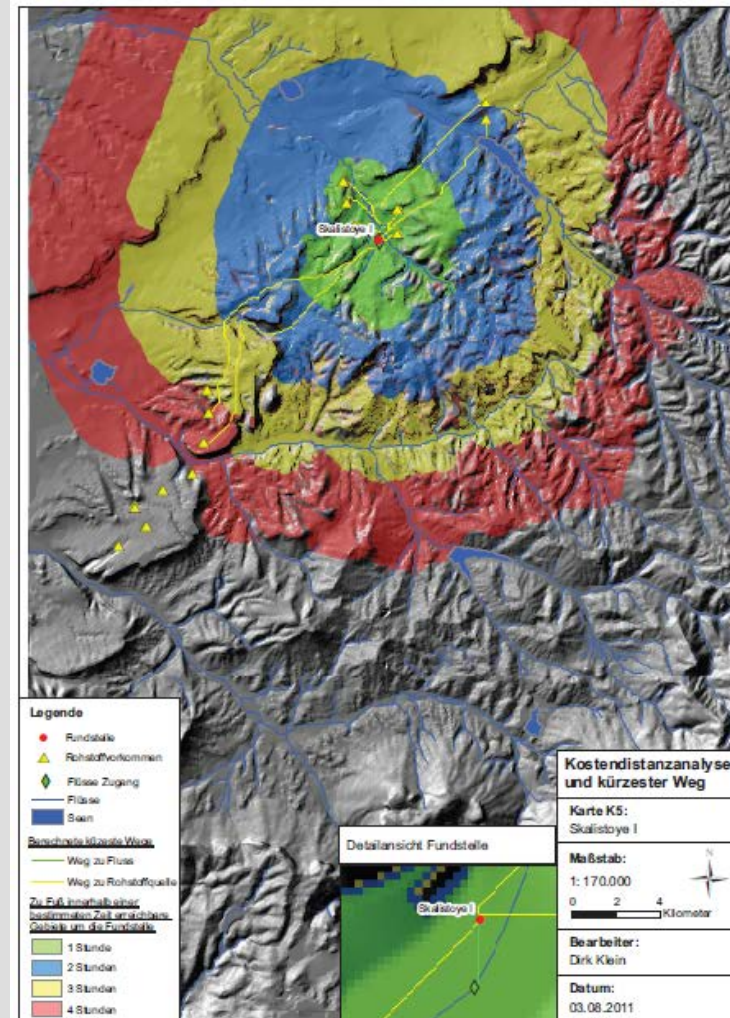 Skalistoye I
Legende
Fundstelle
Rohstoffvorkommen
Flüsse Zugang
Flüsse
Seen
Berechnete küzeste Wege
Weg zu Fluss
Weg zu Rohstoffquelle
Zu Fuß innerhalb einer
bestimmten Zeit erreichbare
Gebiete um die Fundstelle
1 Stunde
2 Stunden
3 Stunden
4 Stunden
Detailansicht Fundstelle
Skalistoye I
Kostendistanzanalyse
und kürzester Weg
Karte K5:
Skalistoye I
Maßstab:
1: 170.000
N
0 2 4
Kilometer
Bearbeiter:
Dirk Klein
Datum:
03.08.2011